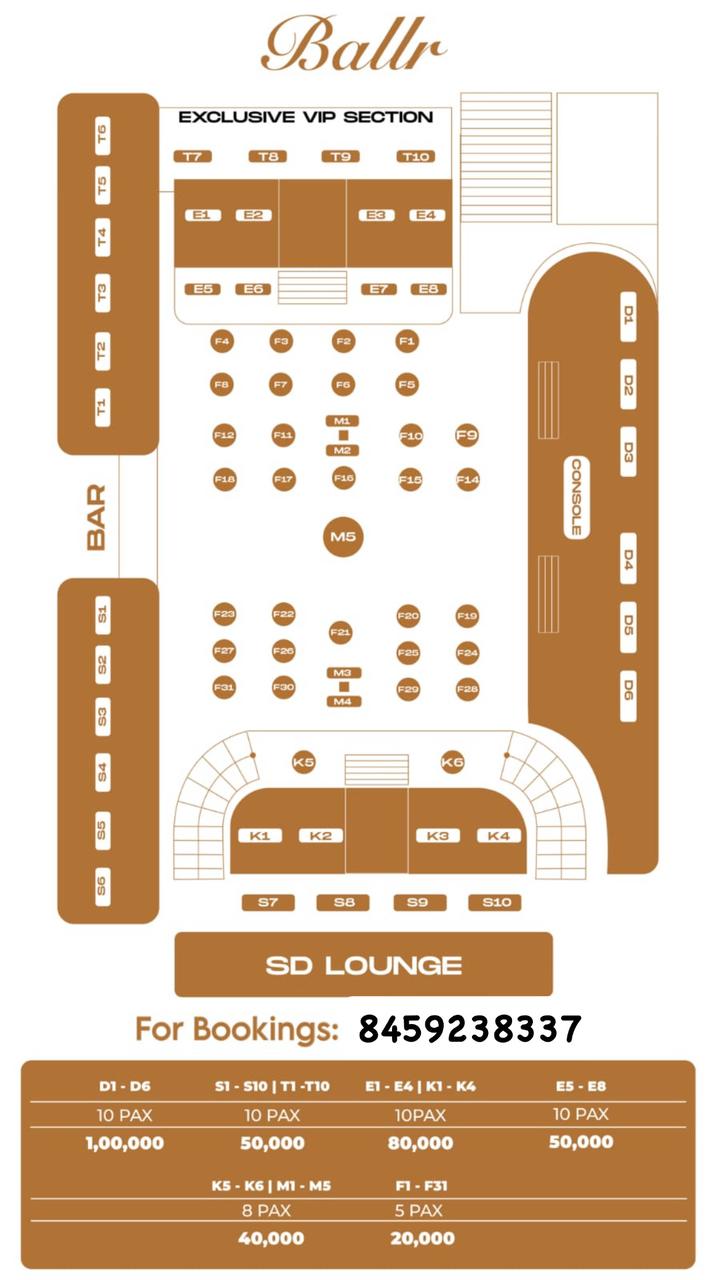 Ballr
EXCLUSIVE VIP SECTION
T6
T5
T4
T3
T2
T1
T7 T8 T9 T10
E1 E2 E3 E4
E5 E6 E7 E8
F4 F3 F2 F1
F8 F7 F6 F5
M1
F12 F11 F10 F9
M2
F18 F17 F16 F15 F14
M5
D1
D2
D3
CONSOLE
D4
D5
D6
BAR
S1
S2
S3
S4
S5
S6
F23 F22 F20 F19
F21
F27 F26 F25 F24
M3
F31 F30 F29 F28
M4
K5 K6
K1 K2 K3 K4
S7 S8 S9 S10
SD LOUNGE
For Bookings: 8459238337
D1 - D6 S1 - S10 | T1 -T10 E1 - E4 | K1 - K4 E5 - E8
10 PAX 10 PAX 10PAX 10 PAX
1,00,000 50,000 80,000 50,000
K5 - K6 | M1 - M5 F1 - F31
8 PAX 5 PAX
40,000 20,000